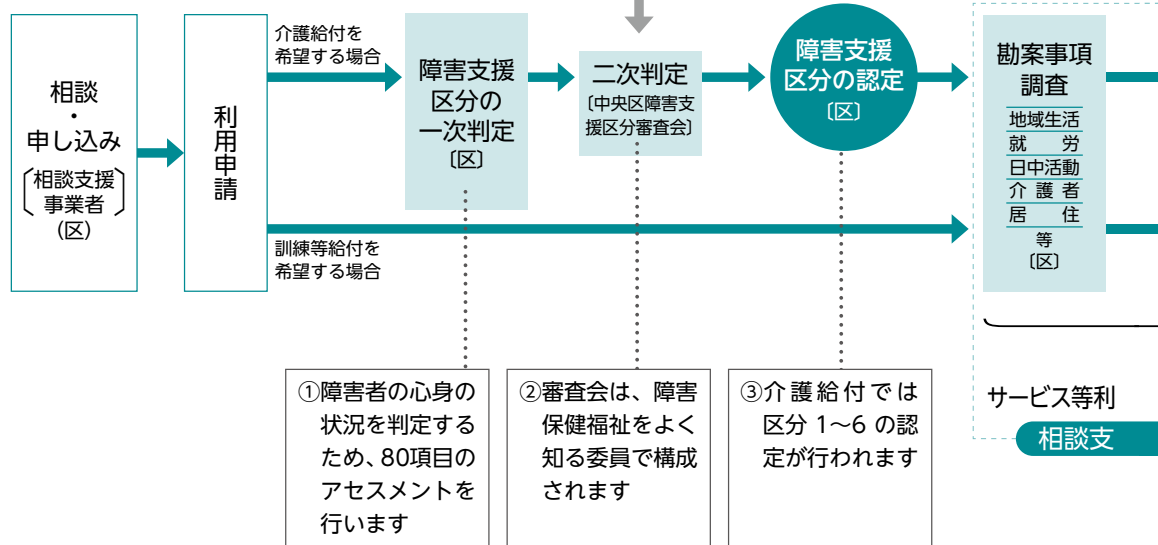 相談
・
申し込み
〔相談支援
事業者〕
(区)
利用申請
介護給付を
希望する場合
訓練等給付を
希望する場合
障害支援
区分の
一次判定
〔区〕
二次判定
〔中央区障害支
援区分審査会〕
障害支援
区分の認定
〔区〕
勘案事項
調査
地域生活
就　労
日中活動
介護者
居　住
等
〔区〕
①障害者の心身の
状況を判定する
ため、80項目の
アセスメントを
行います
②審査会は、障害
保健福祉をよく
知る委員で構成
されます
③介護給付では
区分 1〜6 の認
定が行われます
サービス等利
相談支